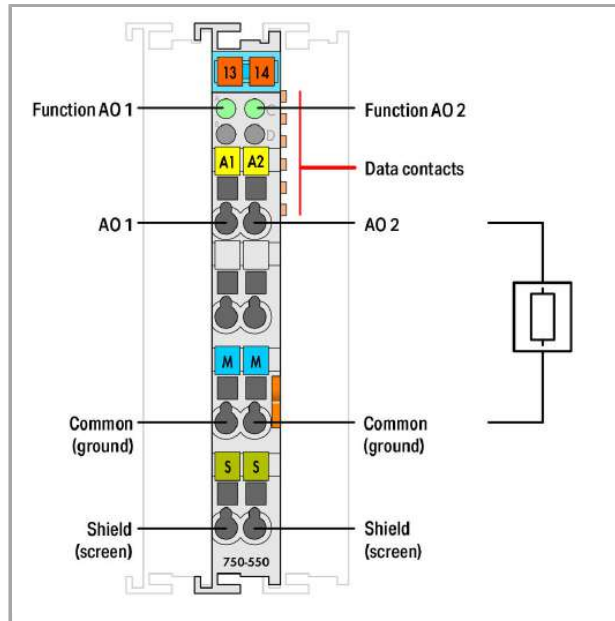 13 14
Function AO 1
Function AO 2
C
D
Data contacts
A1 A2
AO 1
AO 2
M M
Common
(ground)
Common
(ground)
S S
Shield
(screen)
Shield
(screen)
750-550